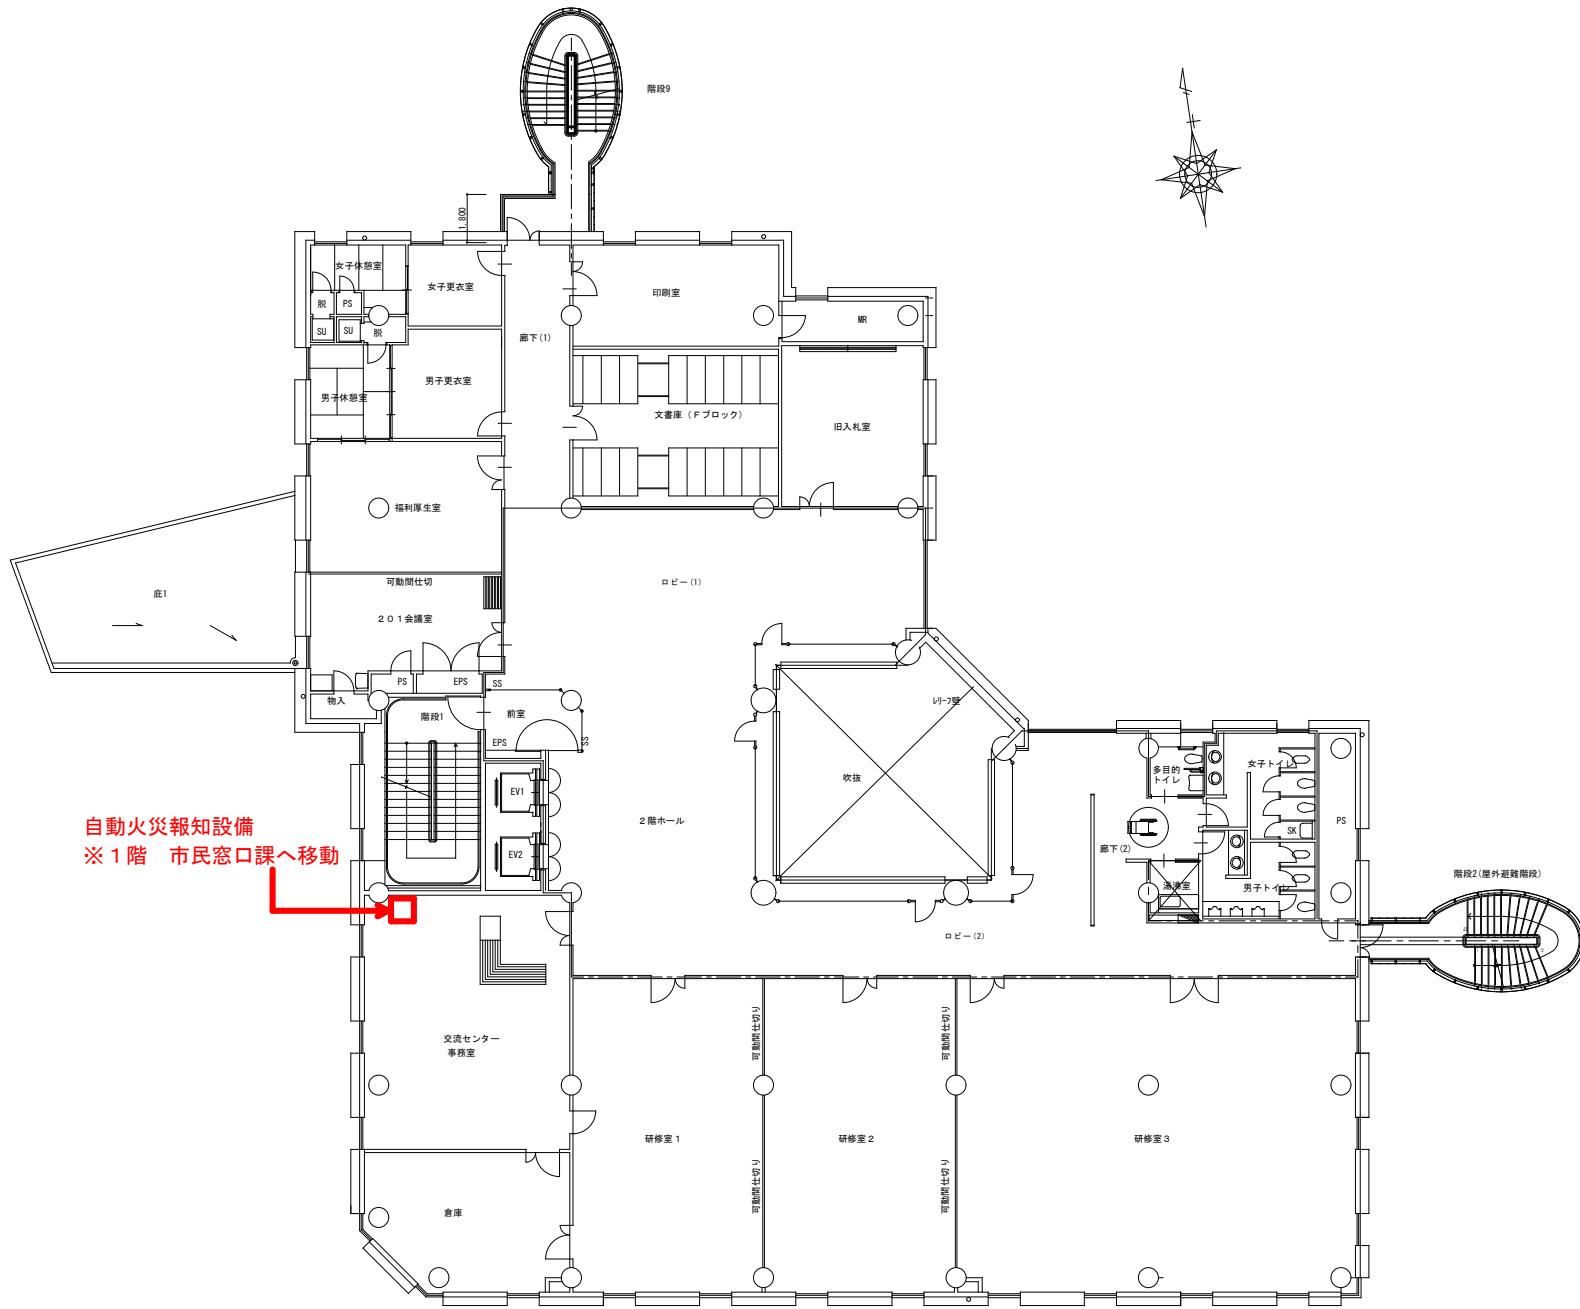 階段9
1,800
女子休憩室
女子更衣室
印刷室
脱
PS
SU
SU
脱
廊下(1)
MR
男子更衣室
男子休憩室
文書庫(Fブロック)
旧入札室
福利厚生室
可動間仕切
ロビー(1)
庇1
201会議室
PS
EPS
SS
物入
階段1
前室
レリーフ壁
EPS
SS
多目的
トイレ
女子トイレ
吹抜
EV1
2階ホール
SK
PS
自動火災報知設備
※1階 市民窓口課へ移動
EV2
廊下(2)
湯沸室
男子トイレ
階段2(屋外避難階段)
ロビー(2)
交流センター
事務室
可動間仕切り
可動間仕切り
研修室1
研修室2
研修室3
可動間仕切り
可動間仕切り
倉庫